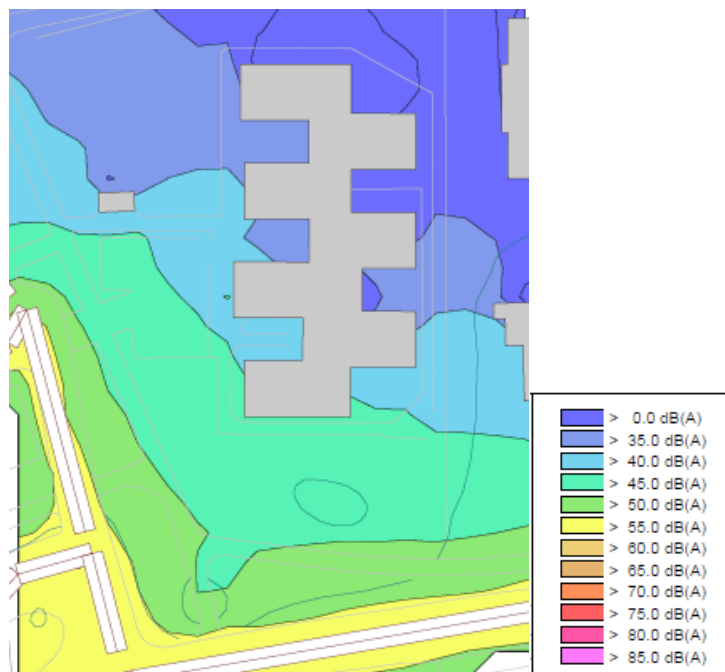 > 0.0 dB(A)
> 35.0 dB(A)
> 40.0 dB(A)
> 45.0 dB(A)
> 50.0 dB(A)
> 55.0 dB(A)
> 60.0 dB(A)
> 65.0 dB(A)
> 70.0 dB(A)
> 75.0 dB(A)
> 80.0 dB(A)
> 85.0 dB(A)